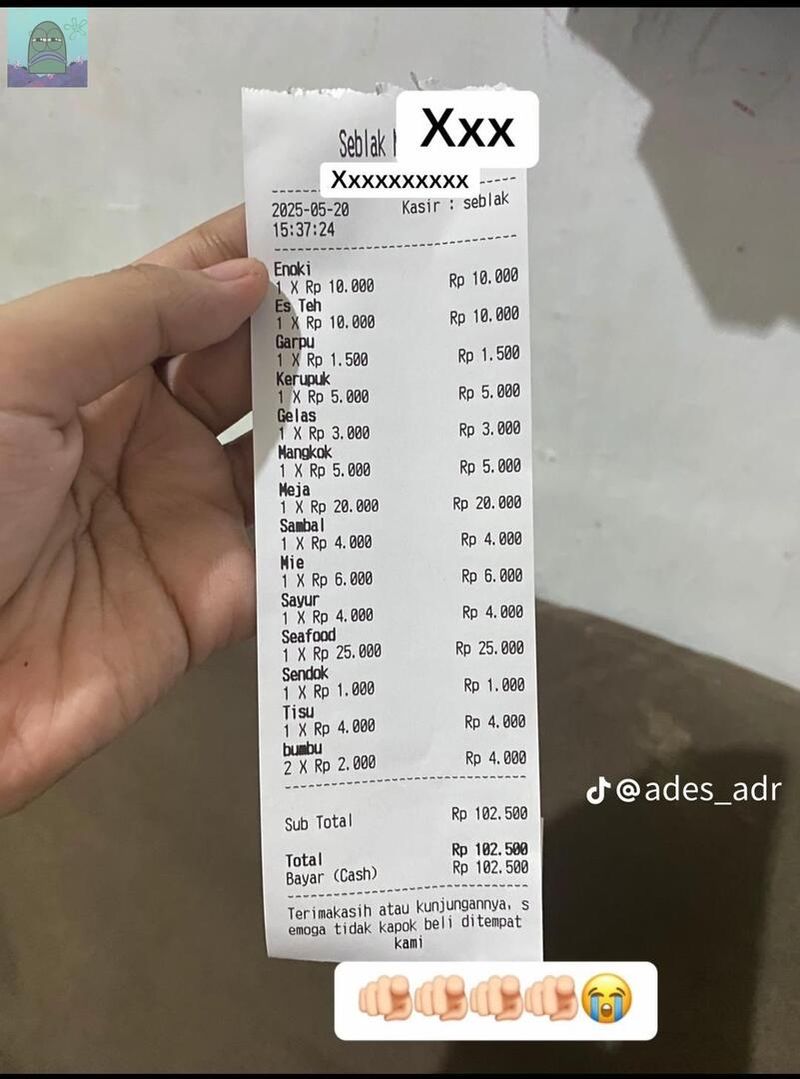 Seblak
Xxx
Xxxxxxxxxx
2025-05-20 Kasir : seblak
15:37:24
Enoki
1 X Rp 10.000 Rp 10.000
Es Teh
1 X Rp 10.000 Rp 10.000
Garpu
1 X Rp 1.500 Rp 1.500
Kerupuk
1 X Rp 5.000 Rp 5.000
Gelas
1 X Rp 3.000 Rp 3.000
Mangkok
1 X Rp 5.000 Rp 5.000
Meja
1 X Rp 20.000 Rp 20.000
Sambal
1 X Rp 4.000 Rp 4.000
Mie
1 X Rp 6.000 Rp 6.000
Sayur
1 X Rp 4.000 Rp 4.000
Seafood
1 X Rp 25.000 Rp 25.000
Sendok
1 X Rp 1.000 Rp 1.000
Tisu
1 X Rp 4.000 Rp 4.000
bumbu
2 X Rp 2.000 Rp 4.000
Sub Total Rp 102.500
Total Rp 102.500
Bayar (Cash) Rp 102.500
Terimakasih atau kunjungannya, s
emoga tidak kapok beli ditempat
kami
@ades_adr